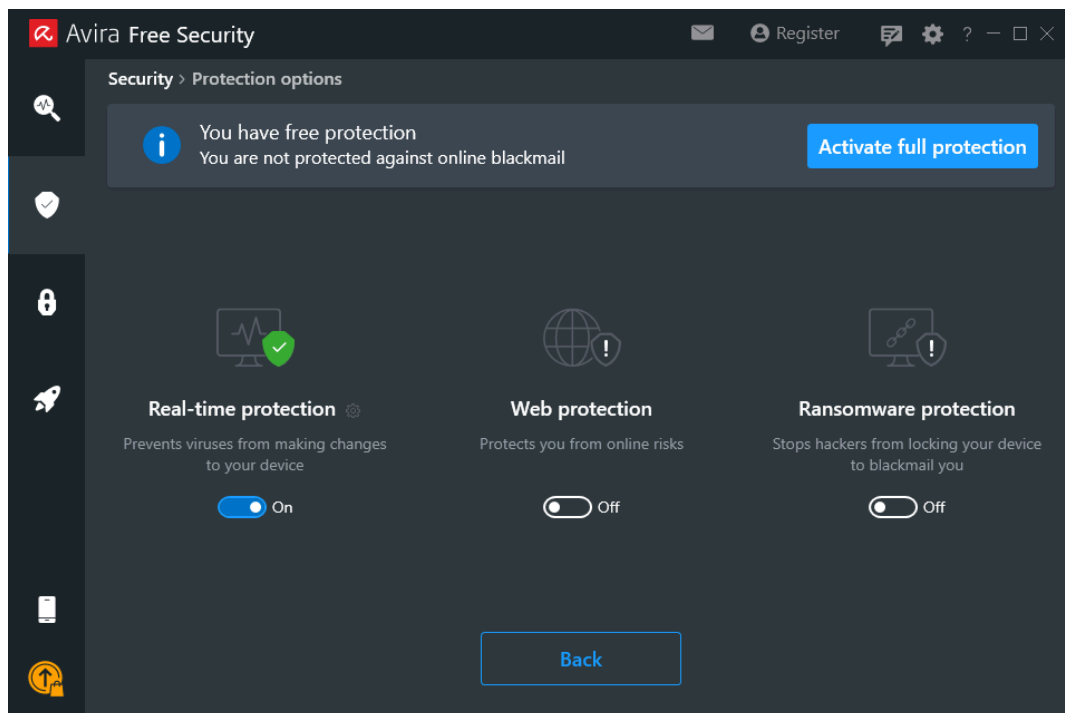 Avira Free Security
Register
?
Security > Protection options
You have free protection
You are not protected against online blackmail
Activate full protection
Real-time protection
Prevents viruses from making changes
to your device
On
Web protection
Protects you from online risks
Off
Ransomware protection
Stops hackers from locking your device
to blackmail you
Off
Back